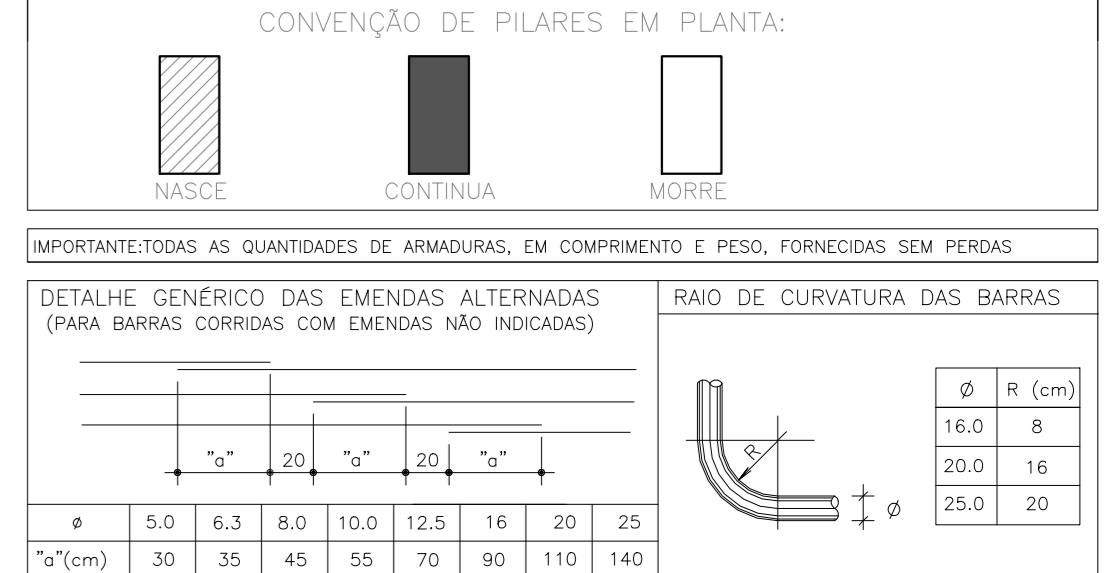 CONVENÇÃO DE PILARES EM PLANTA:
NASCE CONTINUA MORRE
IMPORTANTE:TODAS AS QUANTIDADES DE ARMADURAS, EM COMPRIMENTO E PESO, FORNECIDAS SEM PERDAS
DETALHE GENÉRICO DAS EMENDAS ALTERNADAS
(PARA BARRAS CORRIDAS COM EMENDAS NÃO INDICADAS)
"a" 20 "a" 20 "a"
ø 5.0 6.3 8.0 10.0 12.5 16 20 25
"a"(cm) 30 35 45 55 70 90 110 140
RAIO DE CURVATURA DAS BARRAS
R
Ø
Ø R (cm)
16.0 8
20.0 16
25.0 20